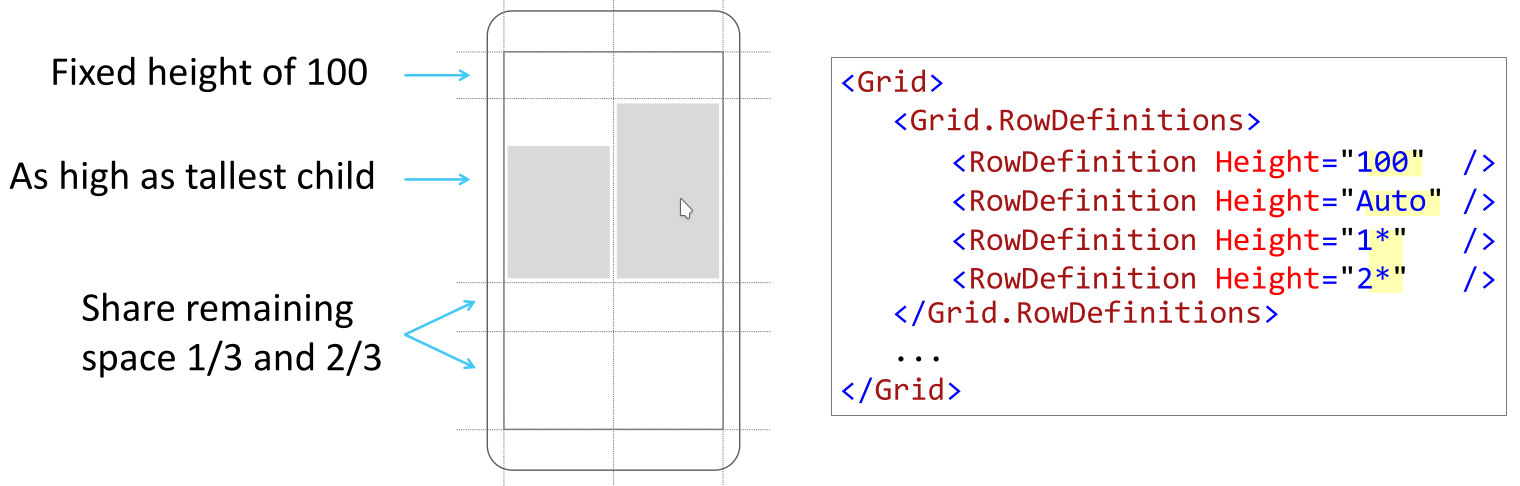 Fixed height of 100
As high as tallest child
Share remaining
space 1/3 and 2/3
<Grid>
<Grid.RowDefinitions>
<RowDefinition Height="100" />
<RowDefinition Height="Auto" />
<RowDefinition Height="1*" />
<RowDefinition Height="2*" />
</Grid.RowDefinitions>
...
</Grid>